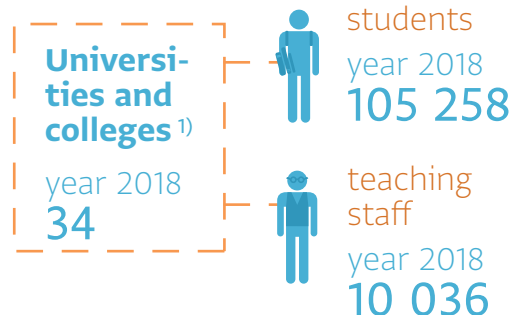 Universi-
ties and
colleges 1)
year 2018
34
students
year 2018
105 258
teaching
staff
year 2018
10 036